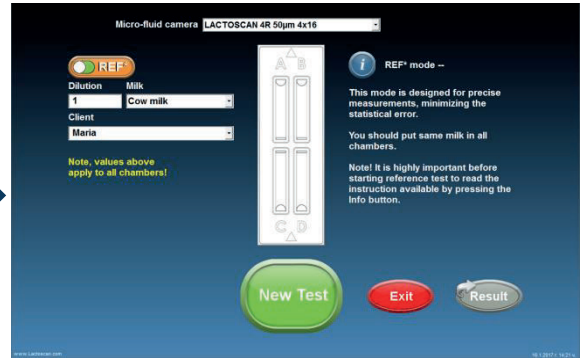 Micro-fluid camera LACTOSCAN 4R 50µm 4x16
REF*
Dilution Milk
1 Cow milk
Client
Maria
Note, values above
apply to all chambers!
A B
C D
i REF* mode --
This mode is designed for precise
measurements, minimizing the
statistical error.
You should put same milk in all
chambers.
Note! It is highly important before
starting reference test to read the
instruction available by pressing the
Info button.
New Test
Exit
Result
www.Lactoscan.com